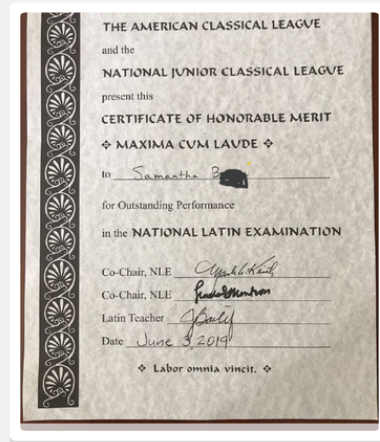 THE AMERICAN CLASSICAL LEAGUE
and the
NATIONAL JUNIOR CLASSICAL LEAGUE
present this
CERTIFICATE OF HONORABLE MERIT
MAXIMA CUM LAUDE
to Samantha B
for Outstanding Performance
in the NATIONAL LATIN EXAMINATION
Co-Chair, NLE
Co-Chair, NLE
Latin Teacher J Baily
Date June 3, 2019
Labor omnia vincit.